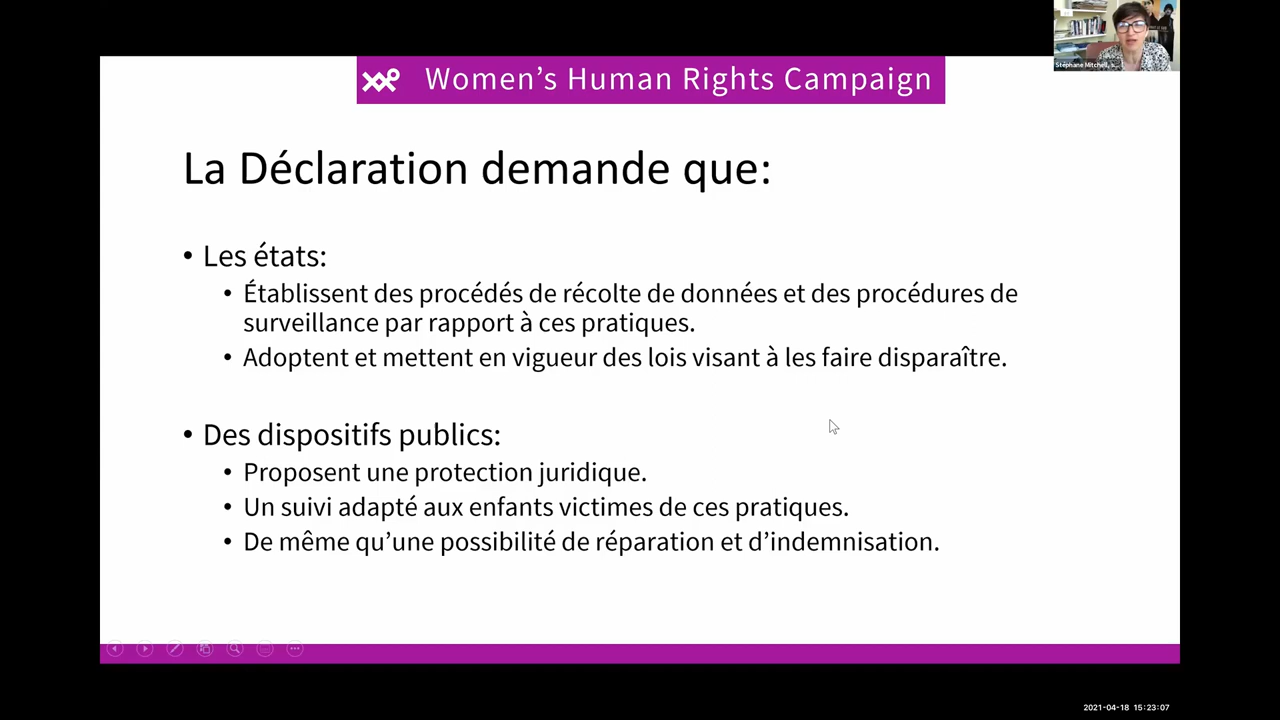 Women's Human Rights Campaign
La Déclaration demande que:
• Les états:
• Établissent des procédés de récolte de données et des procédures de
surveillance par rapport à ces pratiques.
• Adoptent et mettent en vigueur des lois visant à les faire disparaître.
• Des dispositifs publics:
• Proposent une protection juridique.
• Un suivi adapté aux enfants victimes de ces pratiques.
• De même qu'une possibilité de réparation et d'indemnisation.
Stéphane Mitchell,
2021-04-18 15:23:07